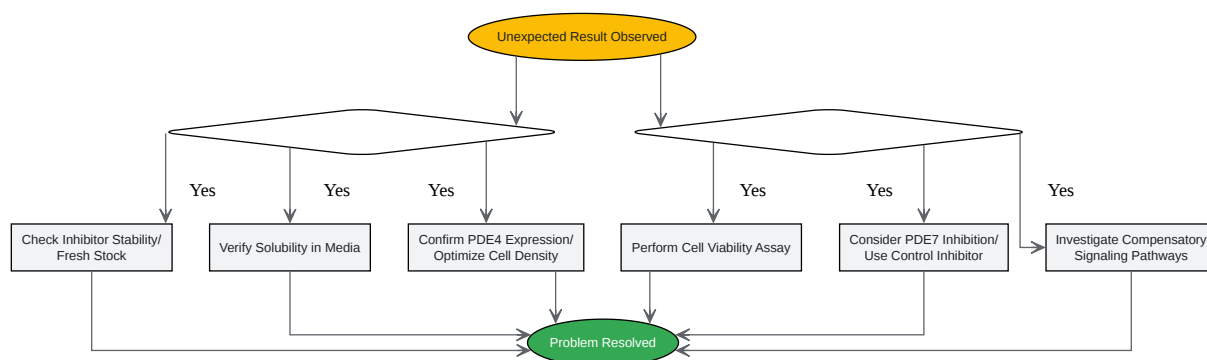 Unexpected Result Observed
Yes
Yes
Yes
Yes
Yes
Yes
Check Inhibitor Stability/
Fresh Stock
Verify Solubility in Media
Confirm PDE4 Expression/
Optimize Cell Density
Perform Cell Viability Assay
Consider PDE7 Inhibition/
Use Control Inhibitor
Investigate Compensatory
Signaling Pathways
Problem Resolved